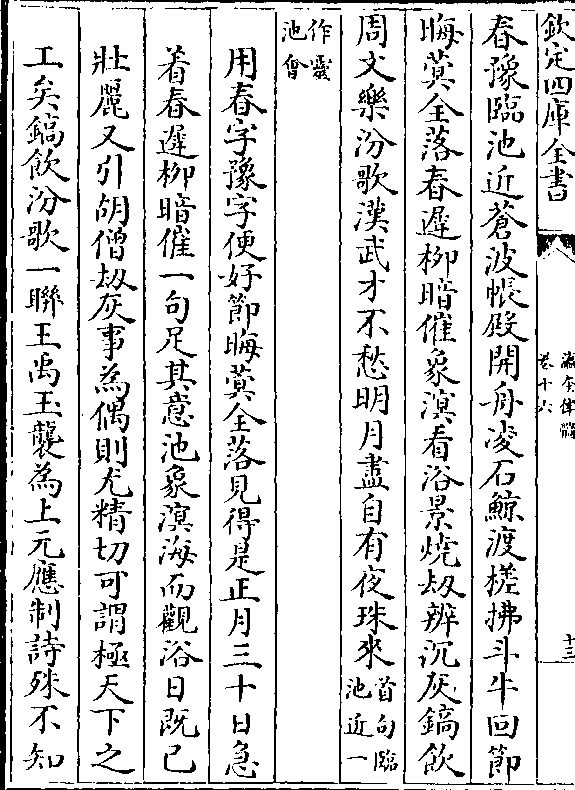 欽定四庫全書
瀛奎律髓
卷十六
十三
春豫臨池近蒼波帳殿開舟凌石鯨渡槎拂斗牛回節
晦蓂全落春遲柳暗催象溟看浴景燒刼辨沉灰鎬飲
周文樂汾歌漢武才不愁明月盡自有夜珠來首句臨池近一
作靈池會
用春字豫字便好節晦蓂全落見得是正月三十日急
着春遲柳暗催一句足其意池象溟海而觀浴日既已
壯麗又引胡僧刼灰事為偶則尤精切可謂極天下之
工矣鎬飲汾歌一聯王禹玉襲為上元應制詩殊不知